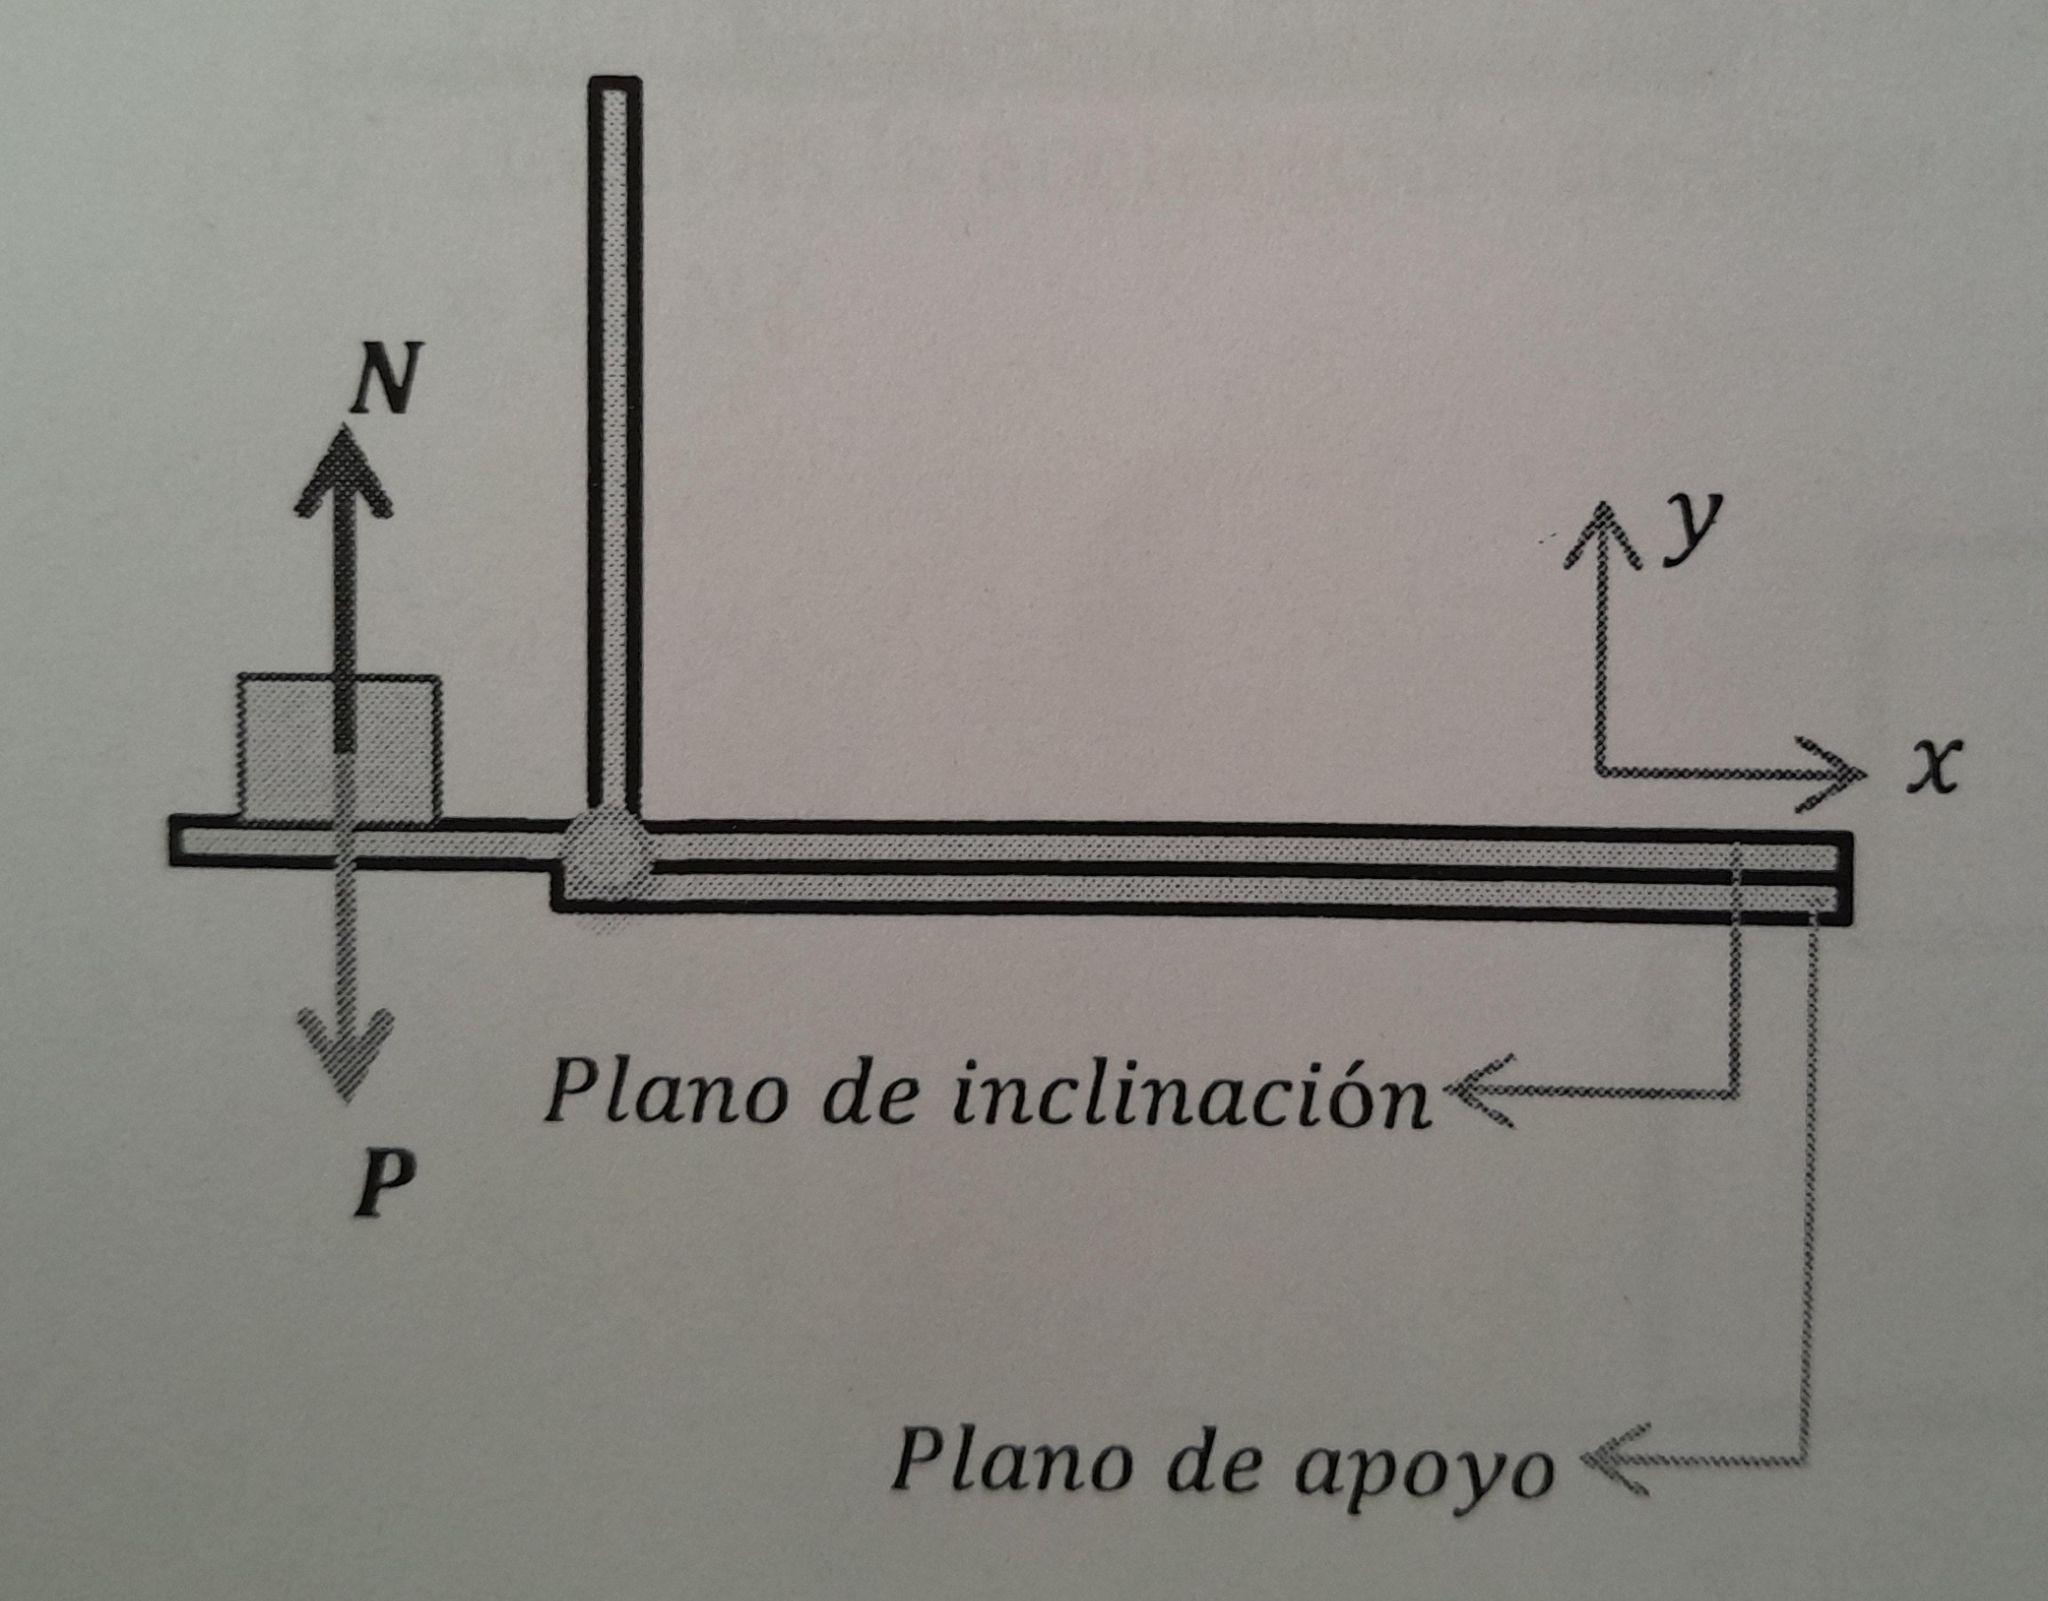 N
y
x
Plano de inclinación
P
Plano de apoyo